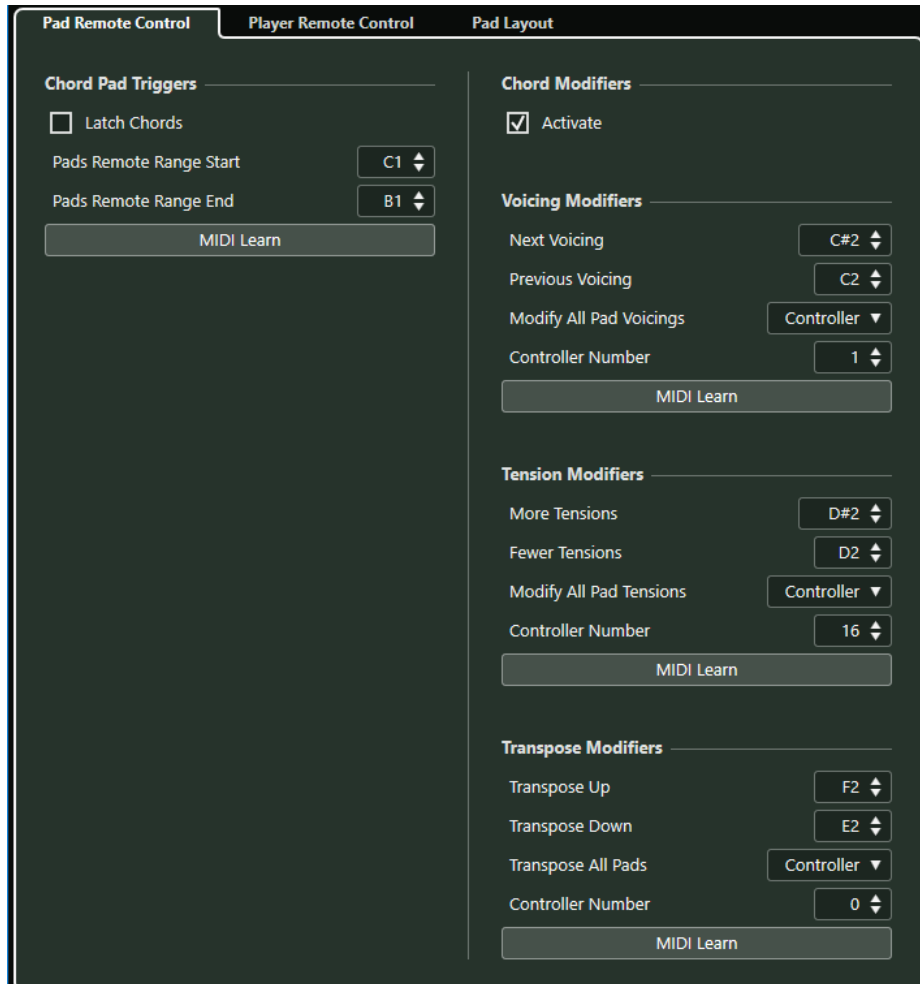 Pad Remote Control Player Remote Control Pad Layout
Chord Pad Triggers
Latch Chords
Pads Remote Range Start C1
Pads Remote Range End B1
MIDI Learn
Chord Modifiers
Activate
Voicing Modifiers
Next Voicing C#2
Previous Voicing C2
Modify All Pad Voicings Controller
Controller Number 1
MIDI Learn
Tension Modifiers
More Tensions D#2
Fewer Tensions D2
Modify All Pad Tensions Controller
Controller Number 16
MIDI Learn
Transpose Modifiers
Transpose Up F2
Transpose Down E2
Transpose All Pads Controller
Controller Number 0
MIDI Learn